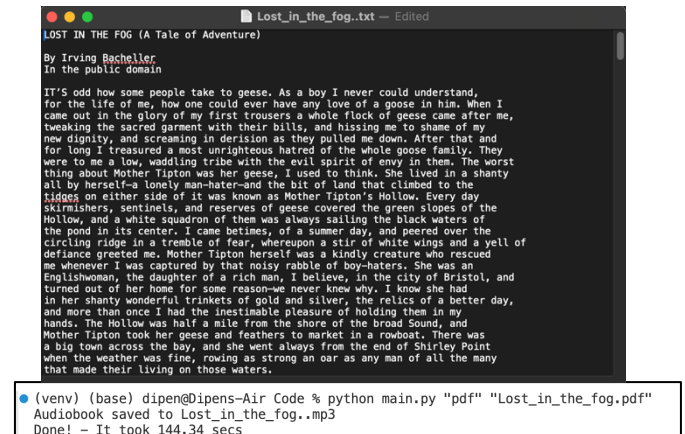 Lost_in_the_fog..txt — Edited
LOST IN THE FOG (A Tale of Adventure)
By Irving Bacheller
In the public domain
IT’S odd how some people take to geese. As a boy I never could understand,
for the life of me, how one could ever have any love of a goose in him. When I
came out in the glory of my first trousers a whole flock of geese came after me,
tweaking the sacred garment with their bills, and hissing me to shame of my
new dignity, and screaming in derision as they pulled me down. After that and
for long I treasured a most unrighteous hatred of the whole goose family. They
were to me a low, waddling tribe with the evil spirit of envy in them. The worst
thing about Mother Tipton was her geese, I used to think. She lived in a shanty
all by herself—a lonely man—hater—and the bit of land that climbed to the
tidges on either side of it was known as Mother Tipton’s Hollow. Every day
skirmishers, sentinels, and reserves of geese covered the green slopes of the
Hollow, and a white squadron of them was always sailing the black waters of
the pond in its center. I came betimes, of a summer day, and peered over the
circling ridge in a tremble of fear, whereupon a stir of white wings and a yell of
defiance greeted me. Mother Tipton herself was a kindly creature who rescued
me whenever I was captured by that noisy rabble of boy—haters. She was an
Englishwoman, the daughter of a rich man, I believe, in the city of Bristol, and
turned out of her home for some reason—we never knew why. I know she had
in her shanty wonderful trinkets of gold and silver, the relics of a better day,
and more than once I had the inestimable pleasure of holding them in my
hands. The Hollow was half a mile from the shore of the broad Sound, and
Mother Tipton took her geese and feathers to market in a rowboat. There was
a big town across the bay, and she went always from the end of Shirley Point
when the weather was fine, rowing as strong an oar as any man of all the many
that made their living on those waters.
(venv) (base) dipen@Dipens-Air Code % python main.py "pdf" "Lost_in_the_fog.pdf"
Audiobook saved to Lost_in_the_fog..mp3
Done! – It took 144.34 secs